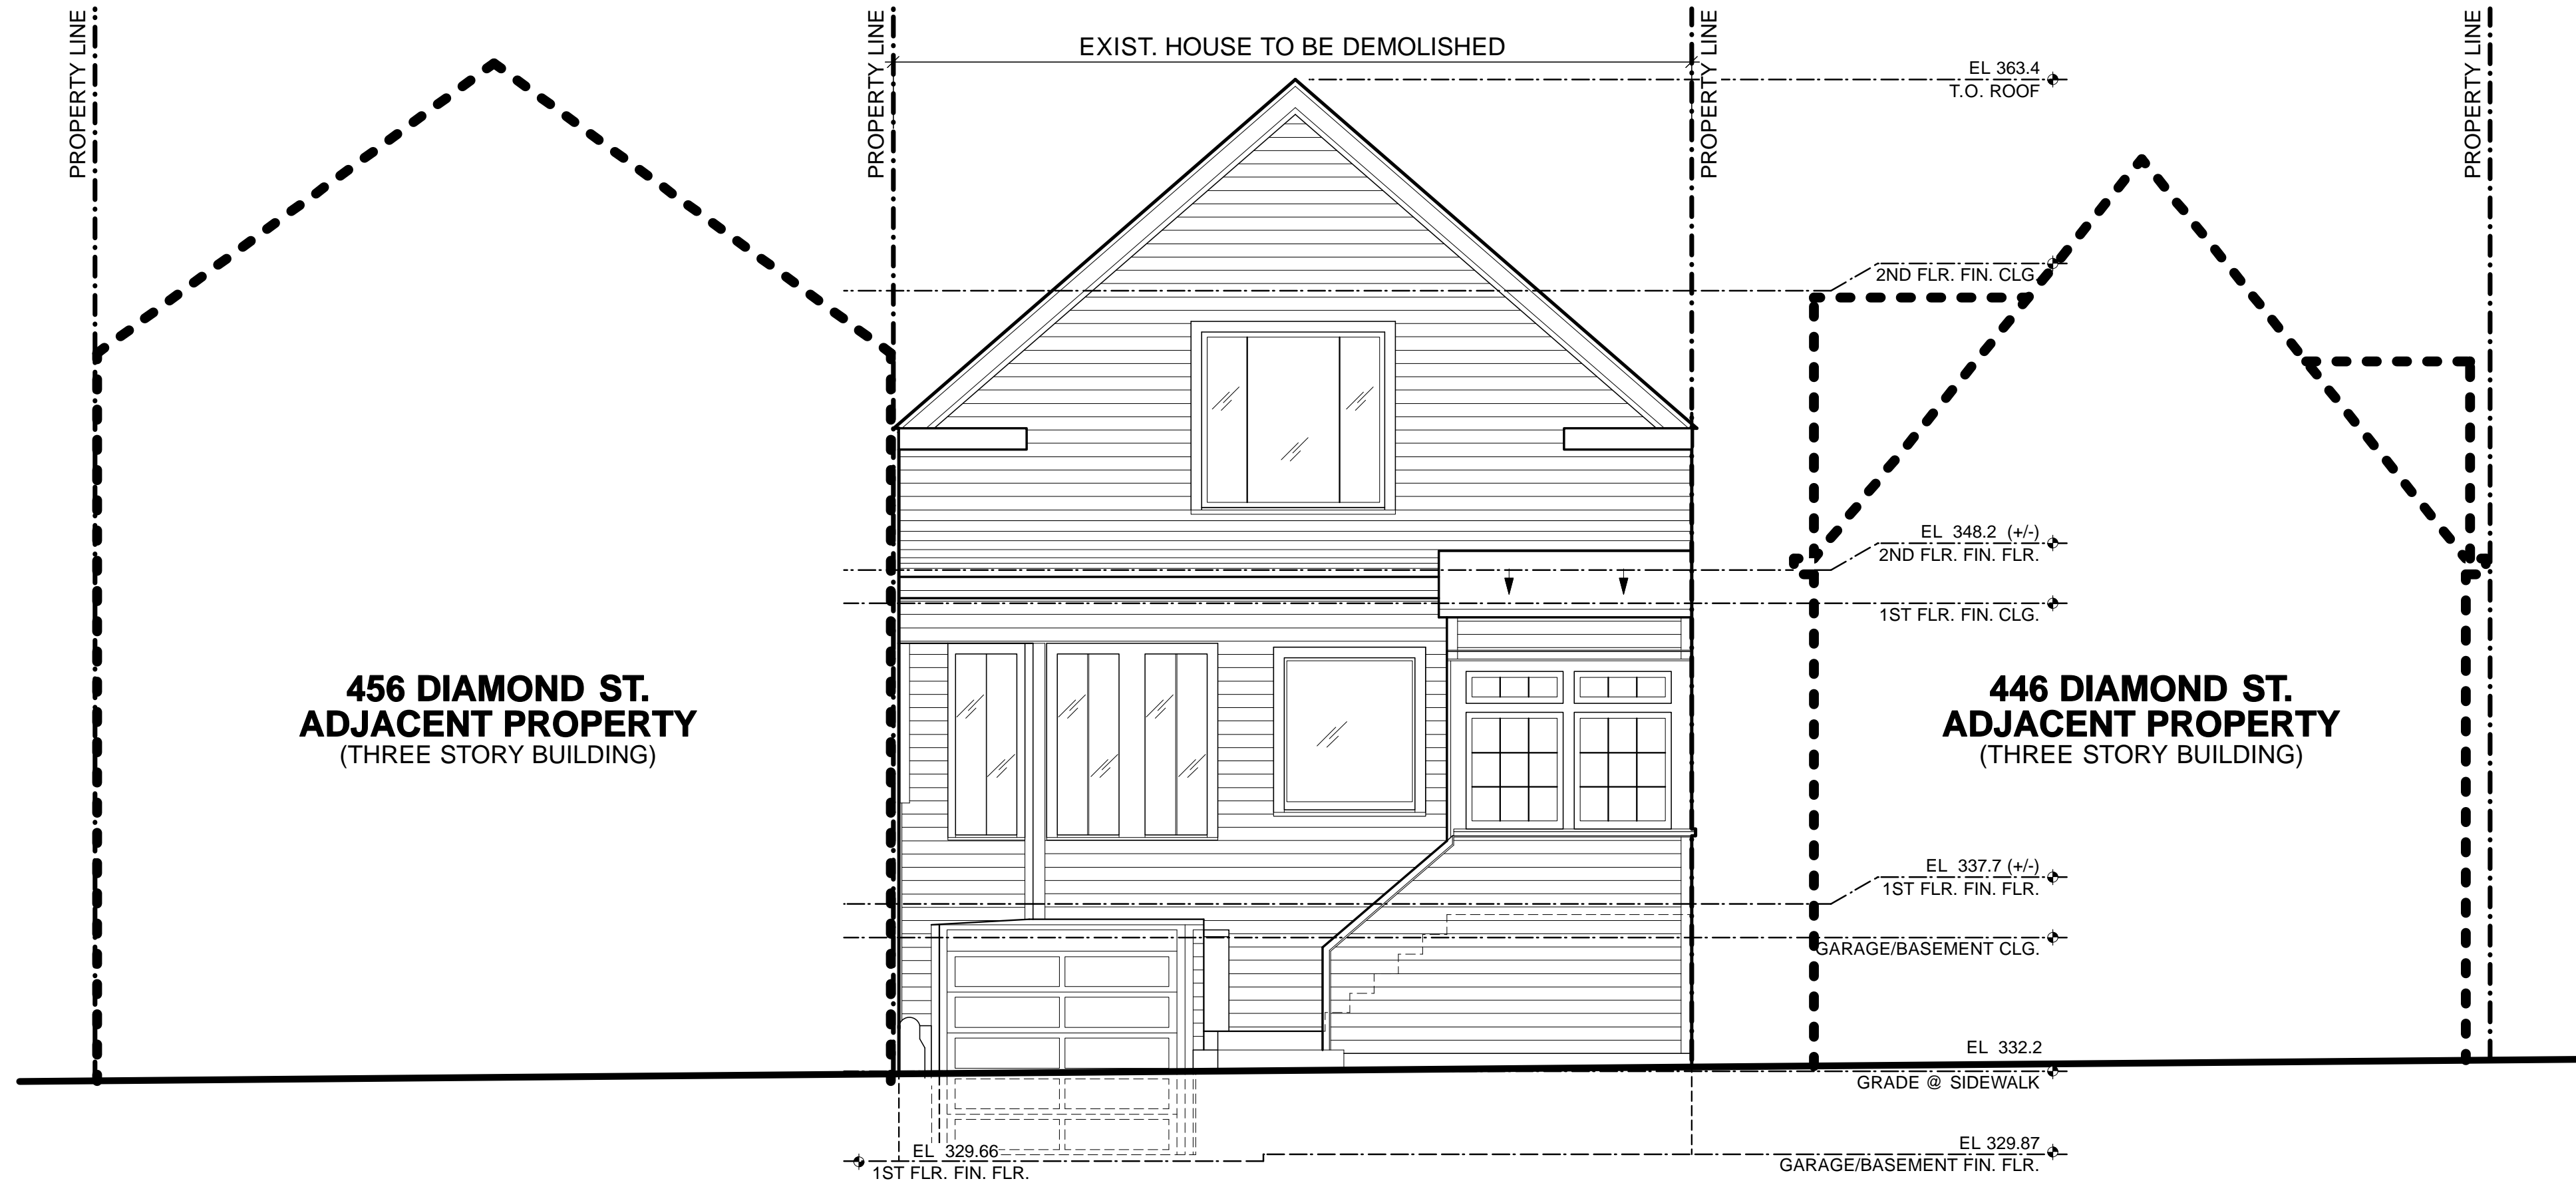 PROPERTY LINE
PROPERTY LINE
EXIST. HOUSE TO BE DEMOLISHED
PROPERTY LINE
PROPERTY LINE
EL 363.4
T.O. ROOF
2ND FLR. FIN. CLG.
EL 348.2 (+/-)
2ND FLR. FIN. FLR.
1ST FLR. FIN. CLG.
456 DIAMOND ST.
ADJACENT PROPERTY
(THREE STORY BUILDING)
446 DIAMOND ST.
ADJACENT PROPERTY
(THREE STORY BUILDING)
EL 337.7 (+/-)
1ST FLR. FIN. FLR.
GARAGE/BASEMENT CLG.
EL 332.2
GRADE @ SIDEWALK
EL 329.66
1ST FLR. FIN. FLR.
EL 329.87
GARAGE/BASEMENT FIN. FLR.